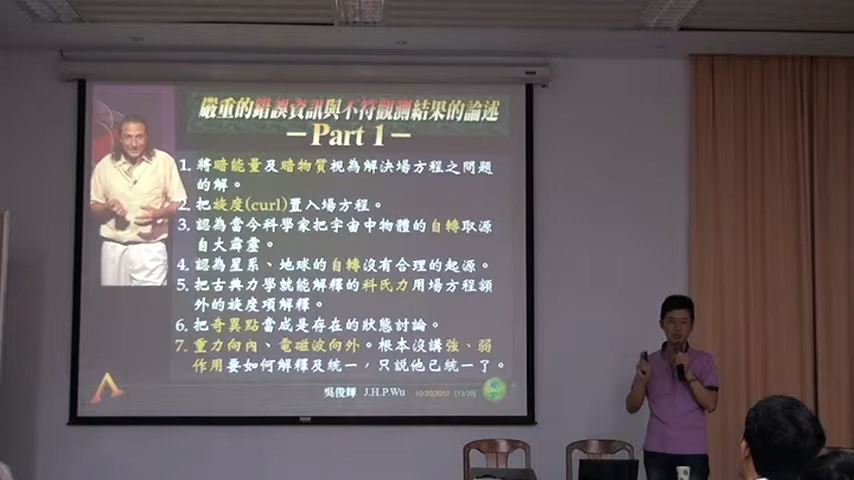 嚴重的錯誤資訊與不符觀測結果的論述
－Part 1－
1. 將暗能量及暗物質視為解決場方程之問題
的解。
2. 把旋度(curl)置入場方程。
3. 認為當今科學家把宇宙中物體的自轉取源
自大霹靂。
4. 認為星系、地球的自轉沒有合理的起源。
5. 把古典力學就能解釋的科氏力用場方程額
外的旋度項解釋。
6. 把奇異點當成是存在的狀態討論。
7. 重力向內、電磁波向外。根本沒講強、弱
作用要如何解釋及統一，只說他已統一了。
吳俊輝 J.H.P.Wu 10/20/2012 [13/20]